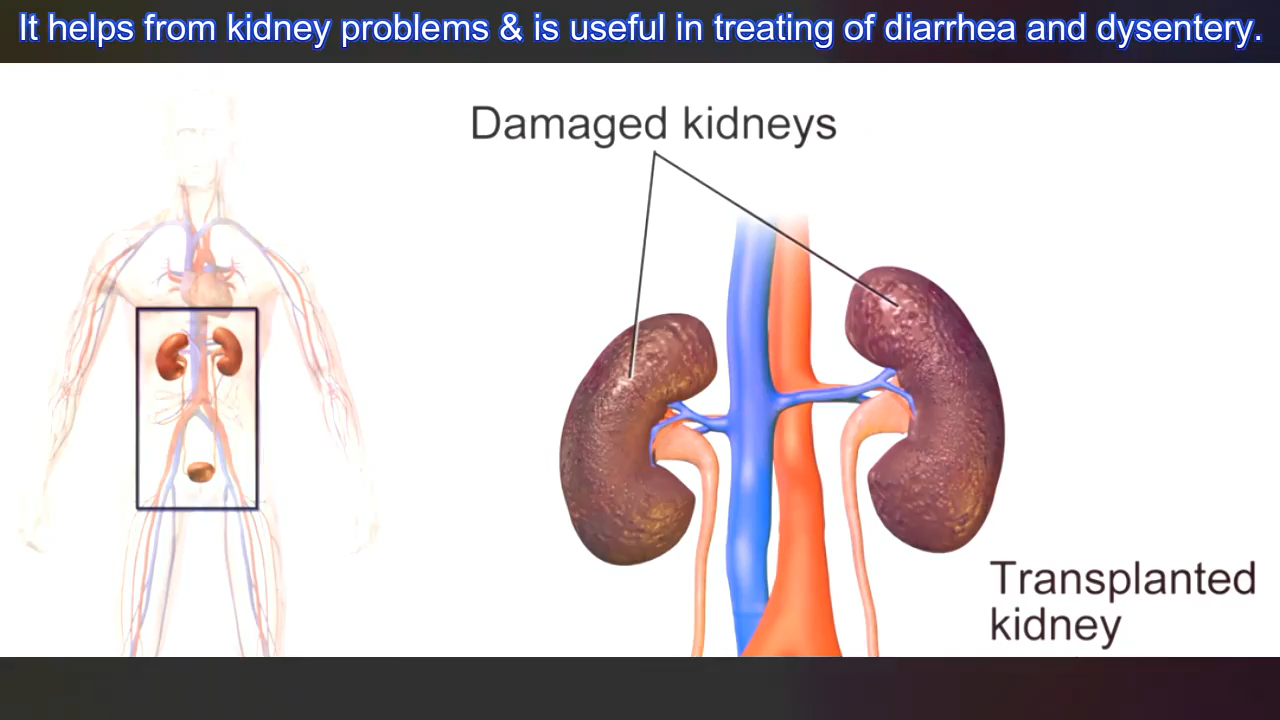 It helps from kidney problems & is useful in treating of diarrhea and dysentery.
Damaged kidneys
Transplanted
kidney